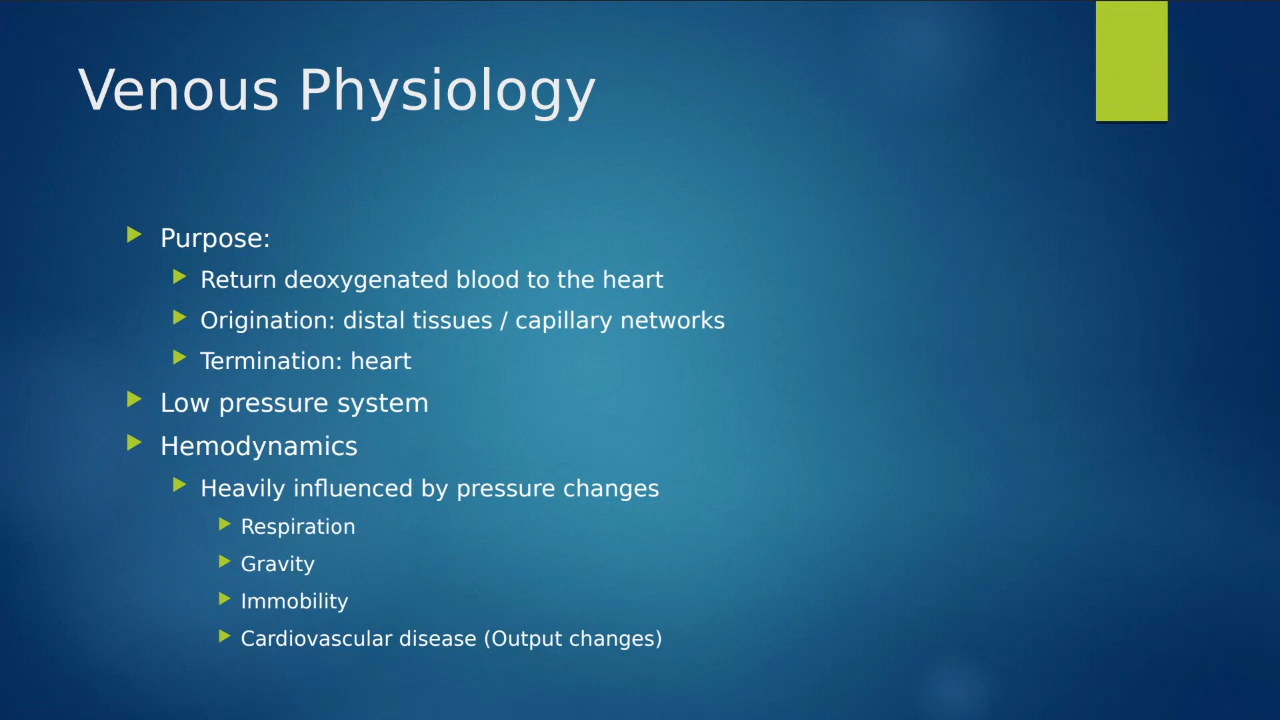 Venous Physiology
Purpose:
Return deoxygenated blood to the heart
Origination: distal tissues / capillary networks
Termination: heart
Low pressure system
Hemodynamics
Heavily influenced by pressure changes
Respiration
Gravity
Immobility
Cardiovascular disease (Output changes)